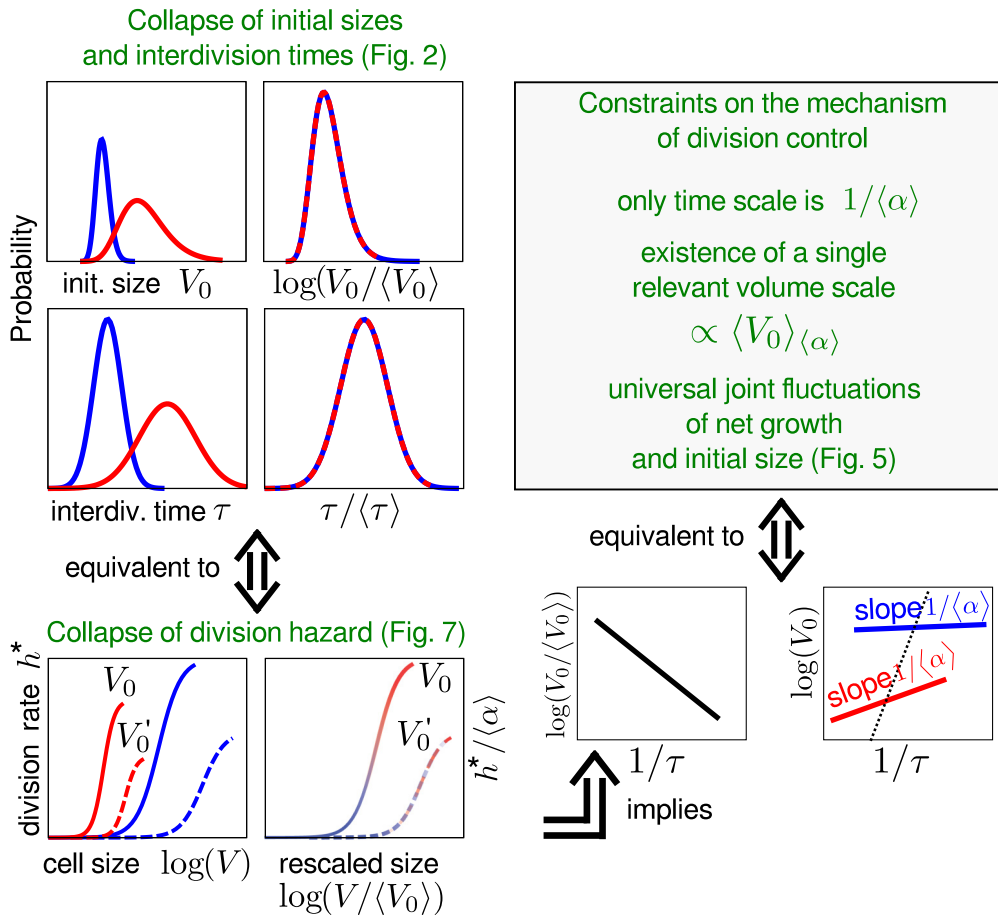 Collapse of initial sizes
and interdivision times (Fig. 2)
Probability
init. size V₀
log(V₀/⟨V₀⟩
interdiv. time τ
τ/⟨τ⟩
equivalent to
Collapse of division hazard (Fig. 7)
division rate h*
V₀
V₀'
V₀
V₀'
h*/⟨α⟩
cell size log(V)
rescaled size
log(V/⟨V₀⟩)
Constraints on the mechanism
of division control
only time scale is 1/⟨α⟩
existence of a single
relevant volume scale
∝ ⟨V₀⟩⟨α⟩
universal joint fluctuations
of net growth
and initial size (Fig. 5)
equivalent to
log(V₀/⟨V₀⟩)
1/τ
log(V₀)
slope 1/⟨α⟩
slope 1/⟨α⟩
1/τ
implies